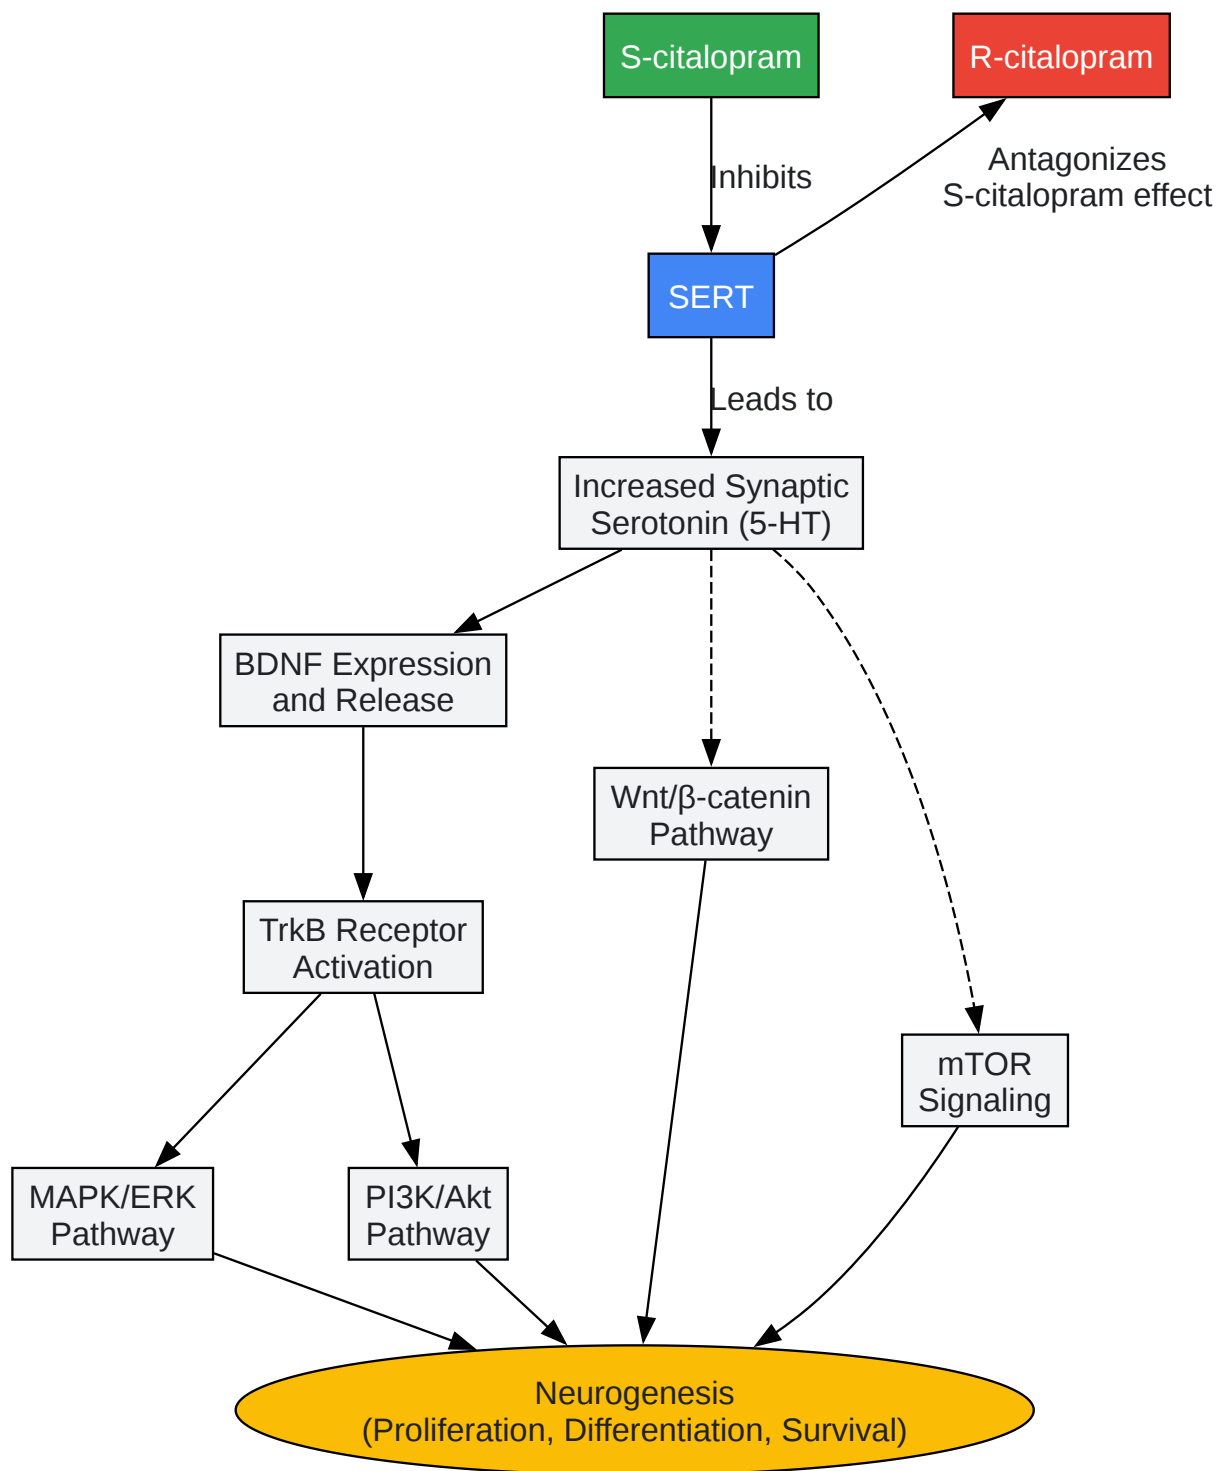 S-citalopram
R-citalopram
Inhibits
Antagonizes
S-citalopram effect
SERT
Leads to
Increased Synaptic
Serotonin (5-HT)
BDNF Expression
and Release
Wnt/β-catenin
Pathway
TrkB Receptor
Activation
mTOR
Signaling
MAPK/ERK
Pathway
PI3K/Akt
Pathway
Neurogenesis
(Proliferation, Differentiation, Survival)